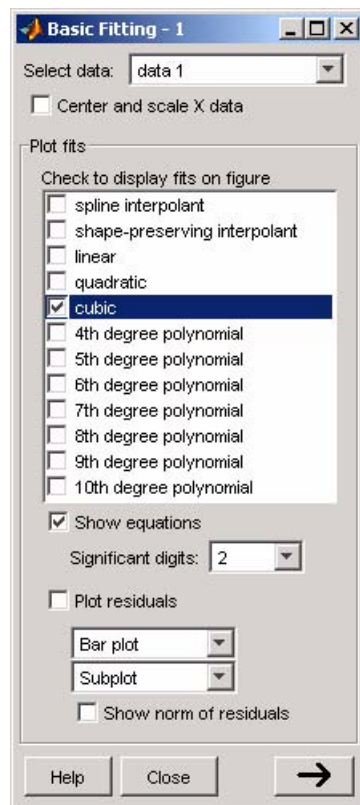 Basic Fitting - 1
Select data: data 1
Center and scale X data
Plot fits
Check to display fits on figure
spline interpolant
shape-preserving interpolant
linear
quadratic
cubic
4th degree polynomial
5th degree polynomial
6th degree polynomial
7th degree polynomial
8th degree polynomial
9th degree polynomial
10th degree polynomial
Show equations
Significant digits: 2
Plot residuals
Bar plot
Subplot
Show norm of residuals
Help Close